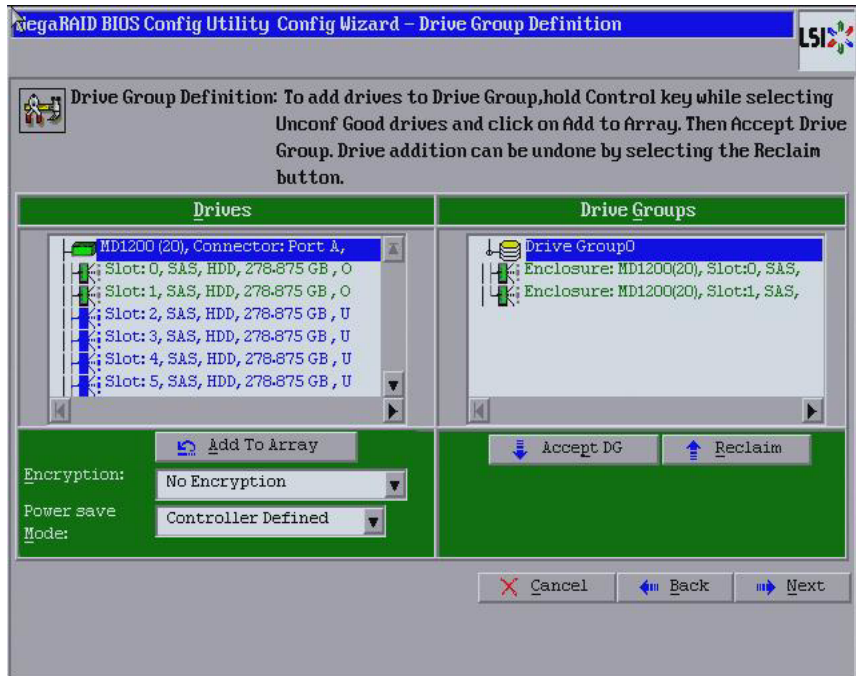 MegaRAID BIOS Config Utility Config Wizard – Drive Group Definition
LSI
Drive Group Definition: To add drives to Drive Group,hold Control key while selecting
Unconf Good drives and click on Add to Array. Then Accept Drive
Group. Drive addition can be undone by selecting the Reclaim
button.
Drives
MD1200 (20), Connector: Port A,
Slot: 0, SAS, HDD, 278.875 GB , O
Slot: 1, SAS, HDD, 278.875 GB , O
Slot: 2, SAS, HDD, 278.875 GB , U
Slot: 3, SAS, HDD, 278.875 GB , U
Slot: 4, SAS, HDD, 278.875 GB , U
Slot: 5, SAS, HDD, 278.875 GB , U
Add To Array
Encryption:
No Encryption
Power save
Mode:
Controller Defined
Drive Groups
Drive Group0
Enclosure: MD1200(20), Slot:0, SAS,
Enclosure: MD1200(20), Slot:1, SAS,
Accept DG
Reclaim
Cancel
Back
Next